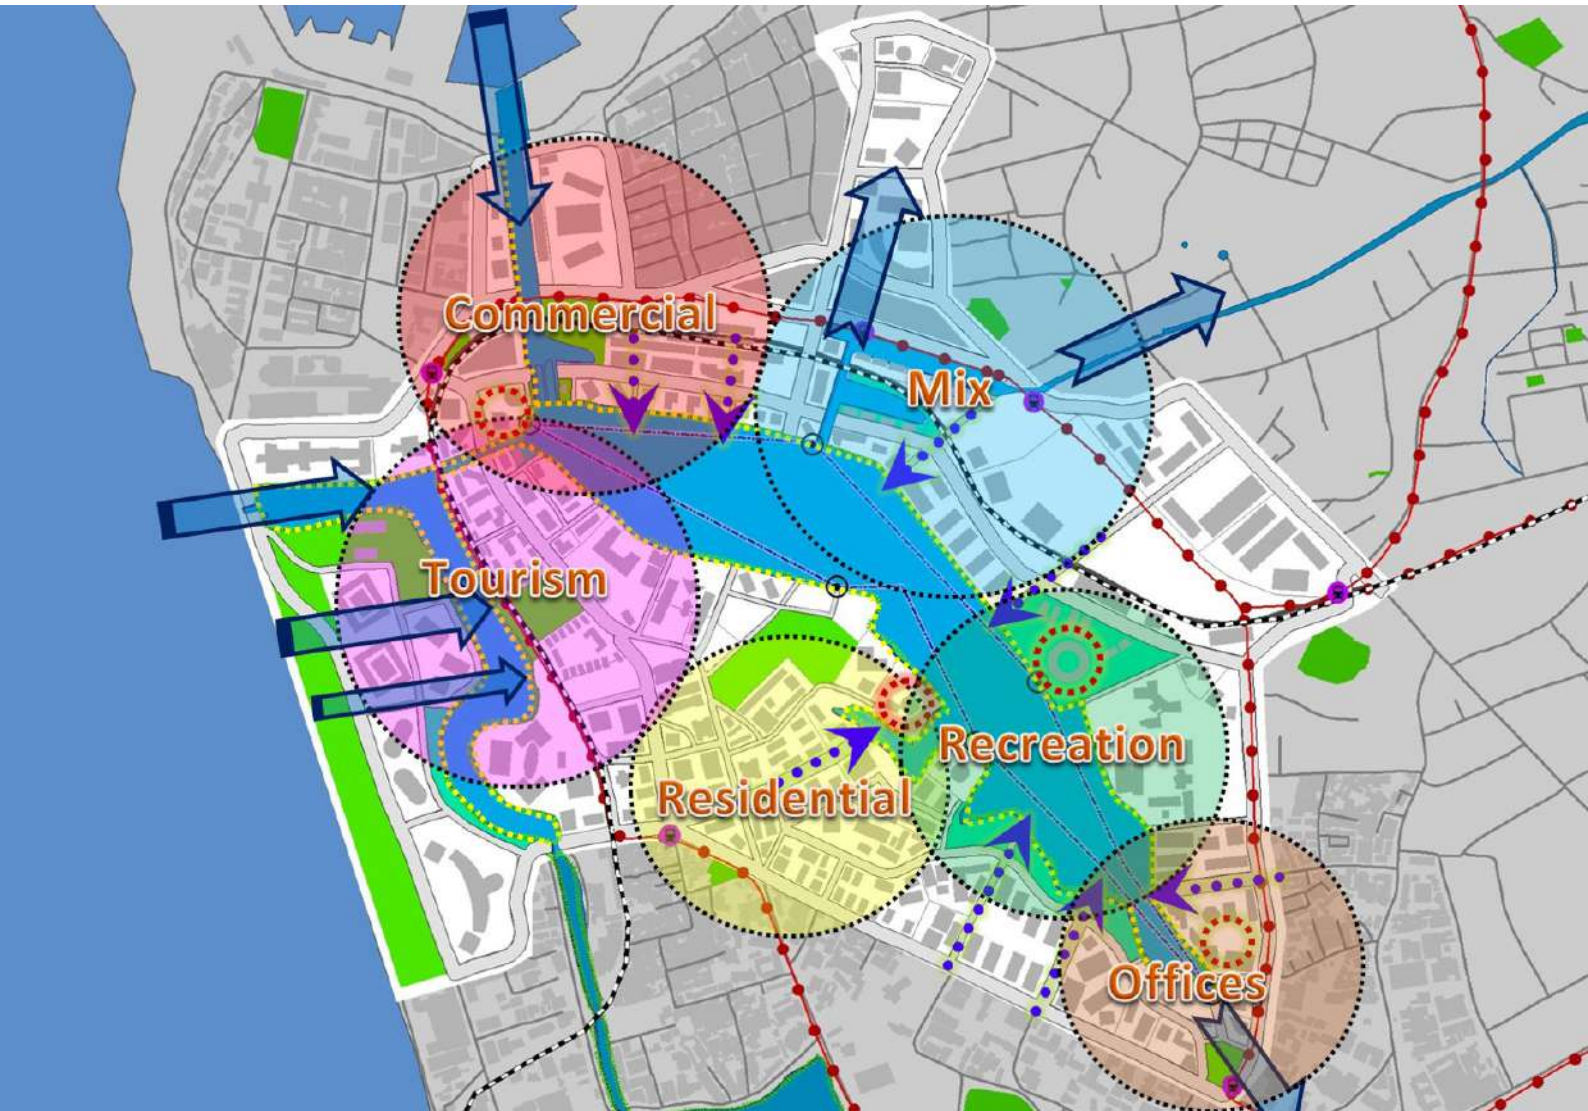 Commercial
Mix
Tourism
Recreation
Residential
Offices